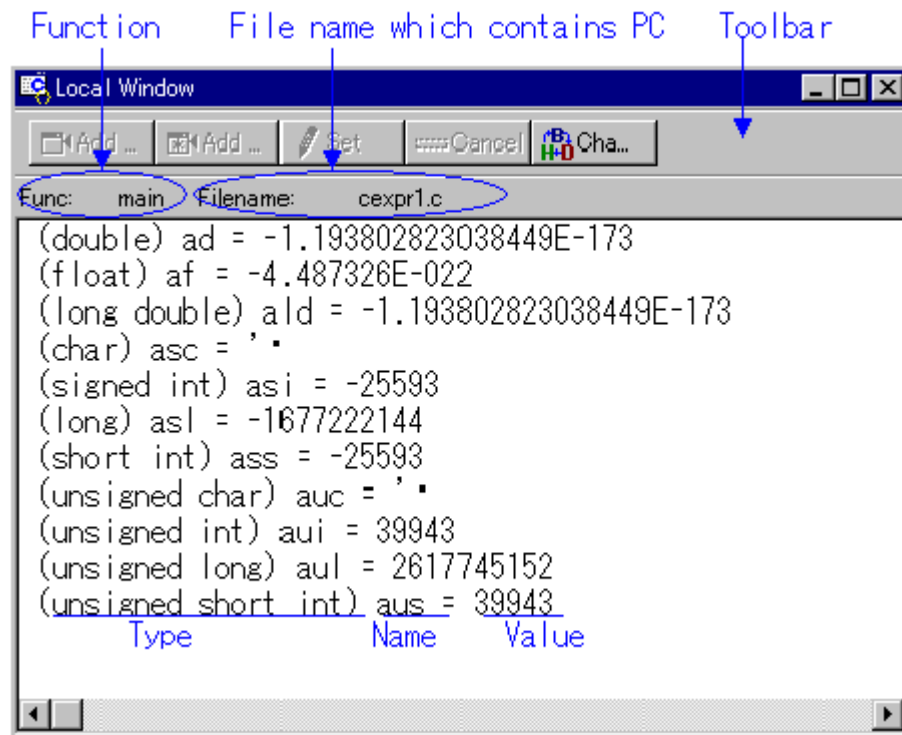 Function File name which contains PC Toolbar
Local Window
Add ... Add ... Set Cancel Cha...
Func: main Filename: cexpr1.c
(double) ad = -1.193802823038449E-173
(float) af = -4.487326E-022
(long double) ald = -1.193802823038449E-173
(char) asc = '･
(signed int) asi = -25593
(long) asl = -1677222144
(short int) ass = -25593
(unsigned char) auc = '･
(unsigned int) aui = 39943
(unsigned long) aul = 2617745152
(unsigned short int) aus = 39943
Type Name Value